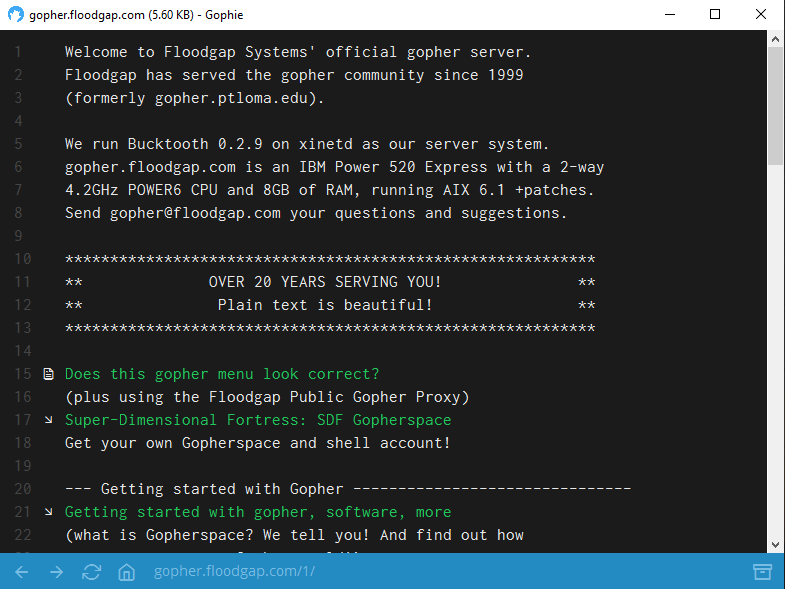 gopher.floodgap.com (5.60 KB) - Gophie
1 Welcome to Floodgap Systems' official gopher server.
2 Floodgap has served the gopher community since 1999
3 (formerly gopher.ptloma.edu).
4
5 We run Bucktooth 0.2.9 on xinetd as our server system.
6 gopher.floodgap.com is an IBM Power 520 Express with a 2-way
7 4.2GHz POWER6 CPU and 8GB of RAM, running AIX 6.1 +patches.
8 Send gopher@floodgap.com your questions and suggestions.
9
10 ***********************************************************
11 ** OVER 20 YEARS SERVING YOU! **
12 ** Plain text is beautiful! **
13 ***********************************************************
14
15 Does this gopher menu look correct?
16 (plus using the Floodgap Public Gopher Proxy)
17 Super-Dimensional Fortress: SDF Gopherspace
18 Get your own Gopherspace and shell account!
19
20 --- Getting started with Gopher -------------------------------
21 Getting started with gopher, software, more
22 (what is Gopherspace? We tell you! And find out how
gopher.floodgap.com/1/